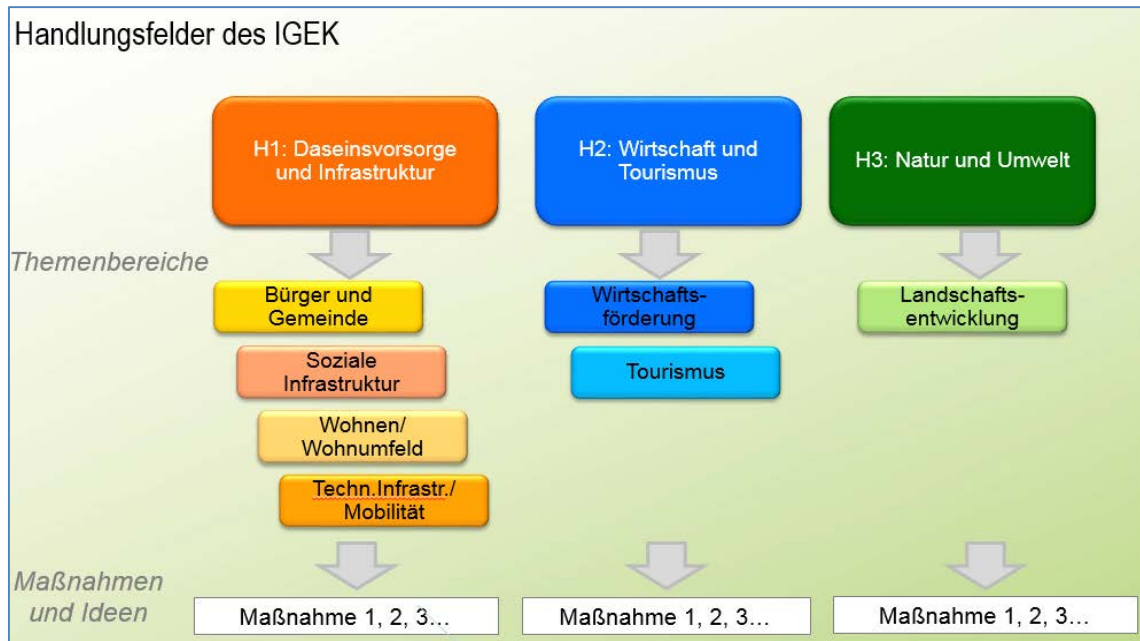 Handlungsfelder des IGEK
H1: Daseinsvorsorge
und Infrastruktur
H2: Wirtschaft und
Tourismus
H3: Natur und Umwelt
Themenbereiche
Bürger und
Gemeinde
Soziale
Infrastruktur
Wohnen/
Wohnumfeld
Techn.Infrastr./
Mobilität
Wirtschafts-
förderung
Tourismus
Landschafts-
entwicklung
Maßnahmen
und Ideen
Maßnahme 1, 2, 3…
Maßnahme 1, 2, 3…
Maßnahme 1, 2, 3…